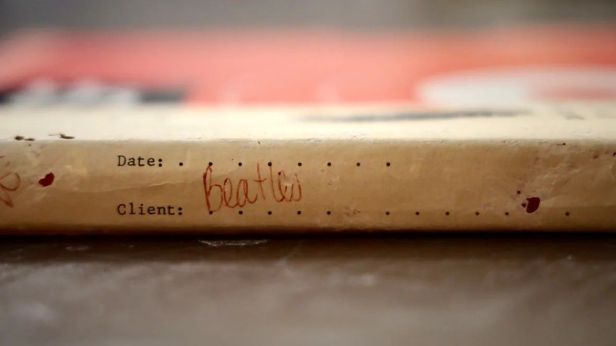 Date: . . . . . . . .
Beatles
Client: . . . . . . . . . . .